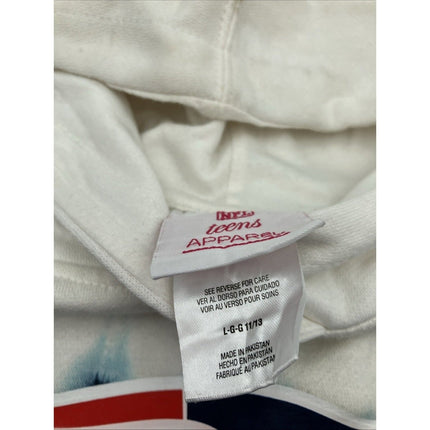 NFL
teens
APPAREL
SEE REVERSE FOR CARE
VER AL DORSO PARA CUIDADO
VOIR AU VERSO POUR SOINS
L-G-G 11/13
MADE IN PAKISTAN
HECHO EN PAKISTAN
FABRIQUÉ AU PAKISTAN